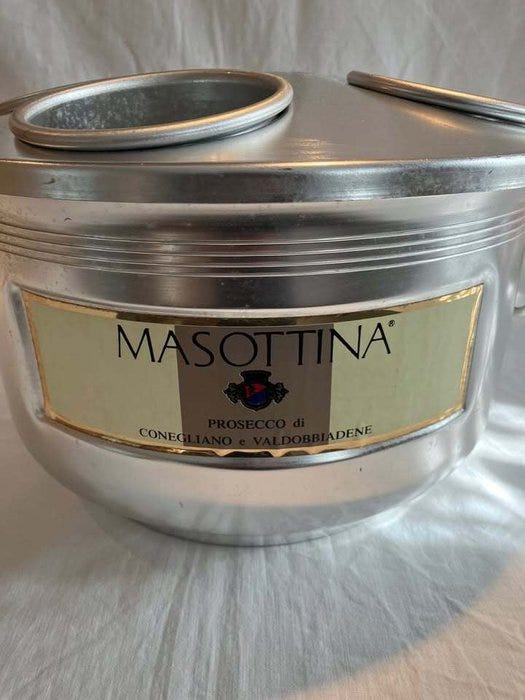 MASOTTINA®
PROSECCO di
CONEGLIANO e VALDOBBIADENE